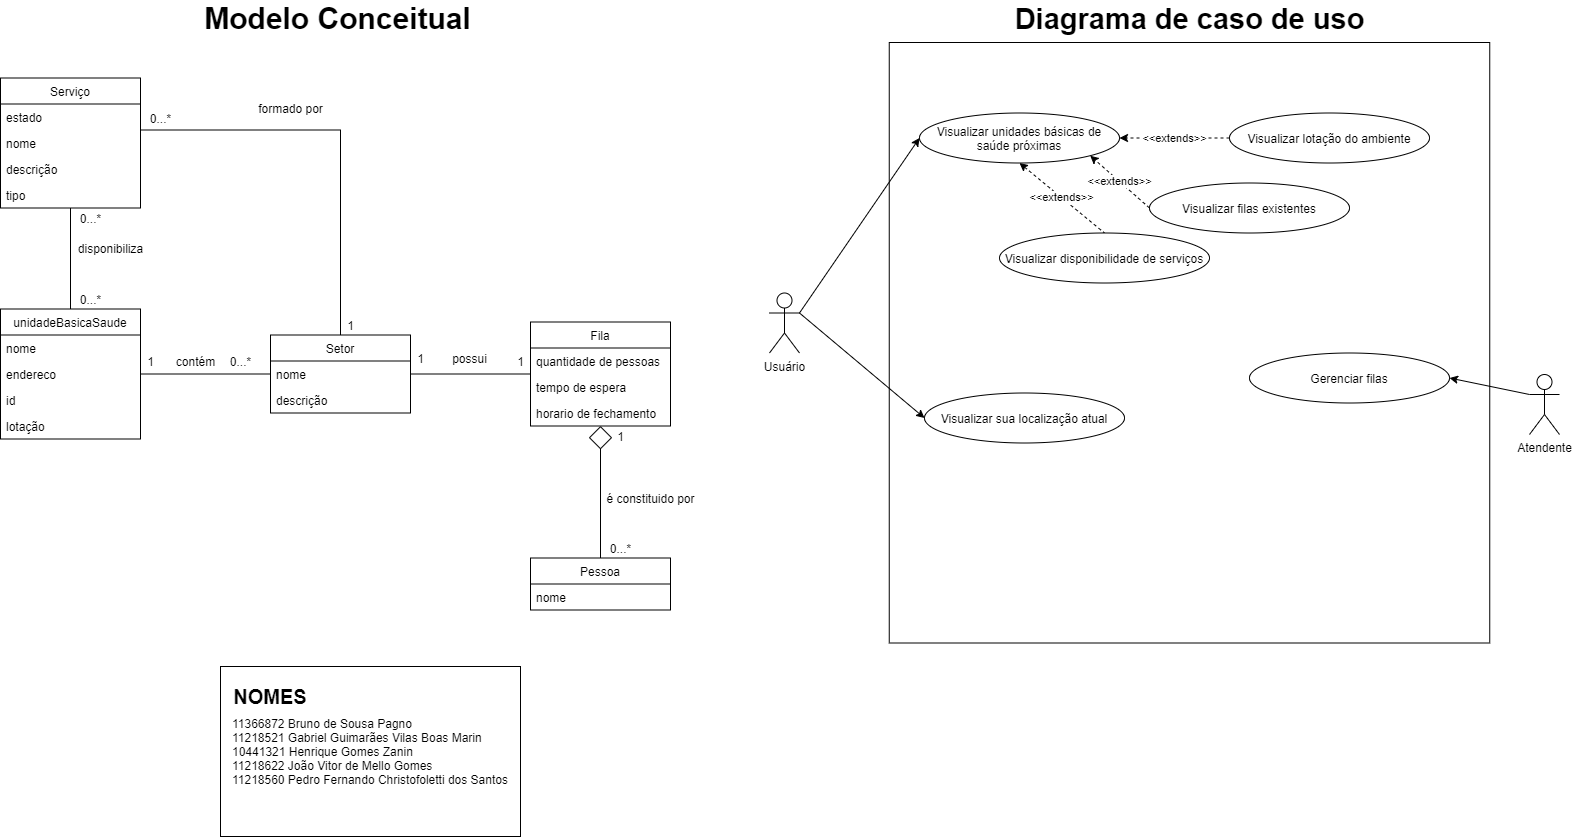 Modelo Conceitual
Serviço
estado
nome
descrição
tipo
0...*
formado por
0...*
disponibiliza
0...*
unidadeBasicaSaude
nome
endereco
id
lotação
1
contém
0...*
1
Setor
nome
descrição
1
possui
1
Fila
quantidade de pessoas
tempo de espera
horario de fechamento
1
é constituido por
0...*
Pessoa
nome
NOMES
11366872 Bruno de Sousa Pagno
11218521 Gabriel Guimarães Vilas Boas Marin
10441321 Henrique Gomes Zanin
11218622 João Vitor de Mello Gomes
11218560 Pedro Fernando Christofoletti dos Santos
Diagrama de caso de uso
Visualizar unidades básicas de
saúde próximas
<<extends>>
Visualizar lotação do ambiente
<<extends>>
Visualizar filas existentes
<<extends>>
Visualizar disponibilidade de serviços
Usuário
Visualizar sua localização atual
Gerenciar filas
Atendente